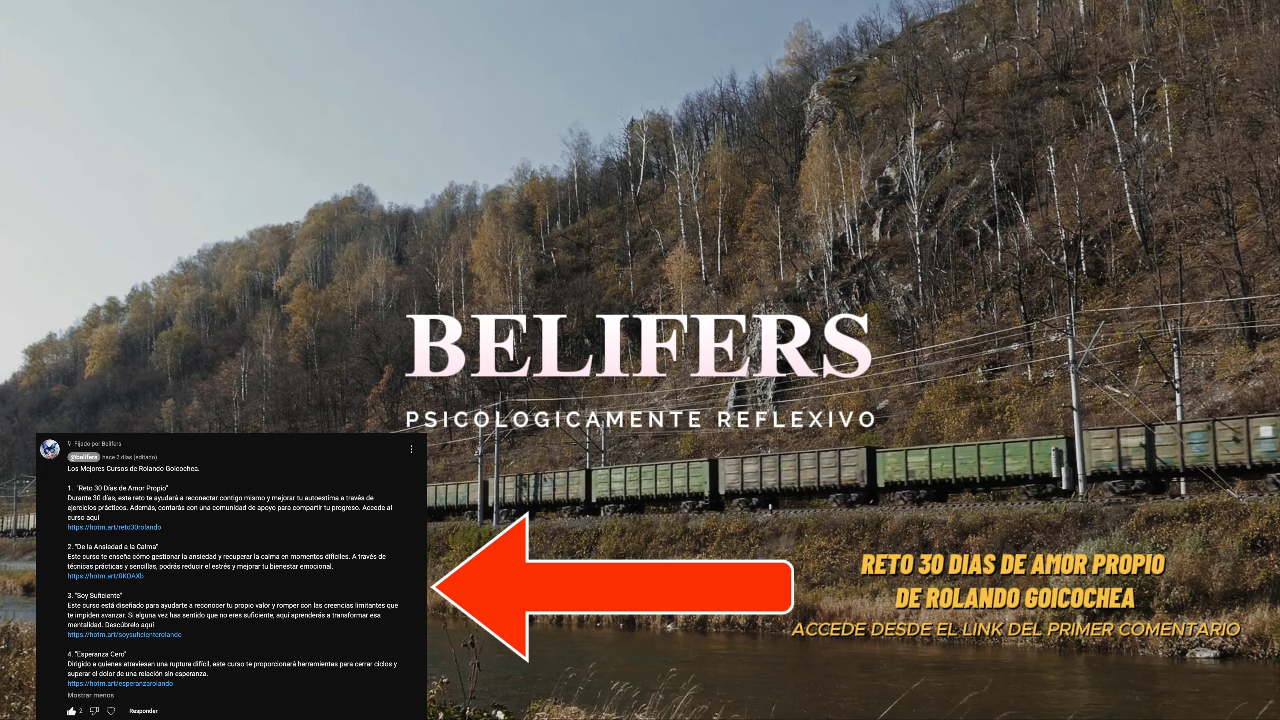 BELIFERS
PSICOLOGICAMENTE REFLEXIVO
Fijado por Belifers
@belifers hace 2 días (editado)
Los Mejores Cursos de Rolando Goicochea.
1. "Reto 30 Días de Amor Propio"
Durante 30 días, este reto te ayudará a reconectar contigo mismo y mejorar tu autoestima a través de
ejercicios prácticos. Además, contarás con una comunidad de apoyo para compartir tu progreso. Accede al
curso aquí
https://hotm.art/reto30rolando
2. "De la Ansiedad a la Calma"
Este curso te enseña cómo gestionar la ansiedad y recuperar la calma en momentos difíciles. A través de
técnicas prácticas y sencillas, podrás reducir el estrés y mejorar tu bienestar emocional.
3. "Soy Suficiente"
Este curso está diseñado para ayudarte a reconocer tu propio valor y romper con las creencias limitantes que
te impiden avanzar. Si alguna vez has sentido que no eres suficiente, aquí aprenderás a transformar esa
mentalidad. Descúbrelo aquí
https://hotm.art/soysuficienterolando
4. "Esperanza Cero"
Dirigido a quienes atraviesan una ruptura difícil, este curso te proporcionará herramientas para cerrar ciclos y
superar el dolor de una relación sin esperanza.
https://hotm.art/esperanzarolando
Mostrar menos
2 Responder
RETO 30 DIAS DE AMOR PROPIO
DE ROLANDO GOICOCHEA
ACCEDE DESDE EL LINK DEL PRIMER COMENTARIO